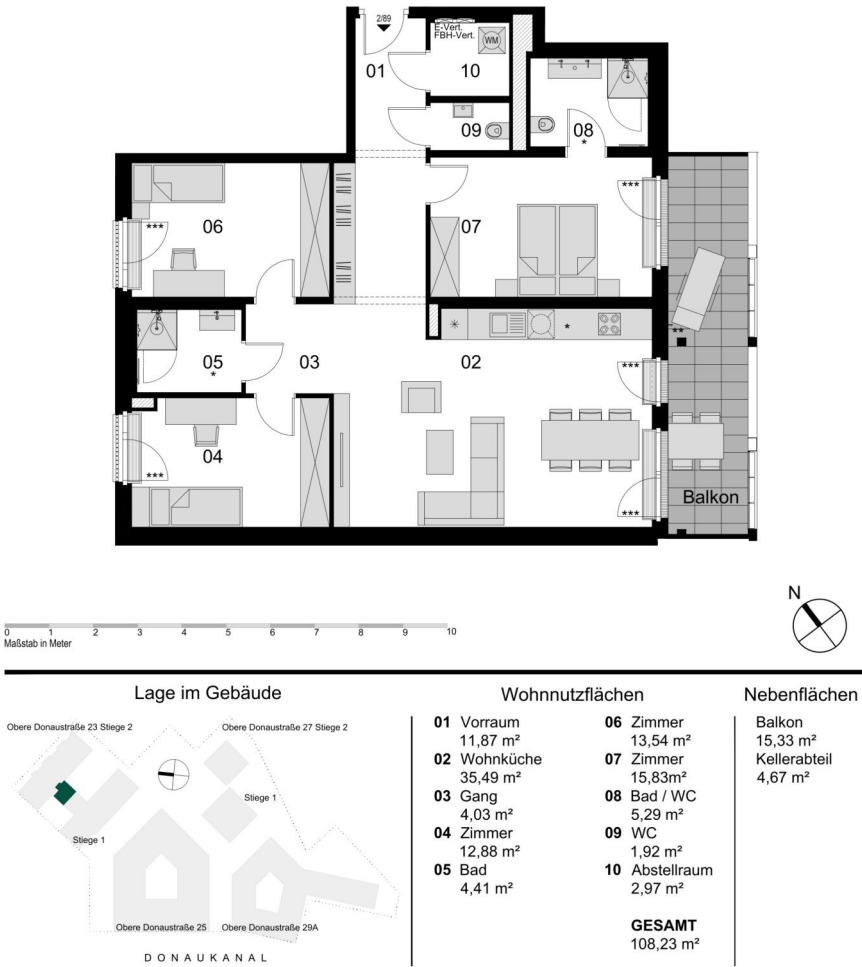 2/89
E-Vert.
FBH-Vert.
WM
01
10
09
08
*
06
***
07
***
05
*
03
02
*
*
**
***
04
***
***
Balkon
N
0 1 2 3 4 5 6 7 8 9 10
Maßstab in Meter
Lage im Gebäude
Obere Donaustraße 23 Stiege 2
Obere Donaustraße 27 Stiege 2
Stiege 1
Stiege 1
Obere Donaustraße 25
Obere Donaustraße 29A
DONAUKANAL
Wohnnutzflächen
01 Vorraum
11,87 m²
02 Wohnküche
35,49 m²
03 Gang
4,03 m²
04 Zimmer
12,88 m²
05 Bad
4,41 m²
06 Zimmer
13,54 m²
07 Zimmer
15,83m²
08 Bad / WC
5,29 m²
09 WC
1,92 m²
10 Abstellraum
2,97 m²
GESAMT
108,23 m²
Nebenflächen
Balkon
15,33 m²
Kellerabteil
4,67 m²